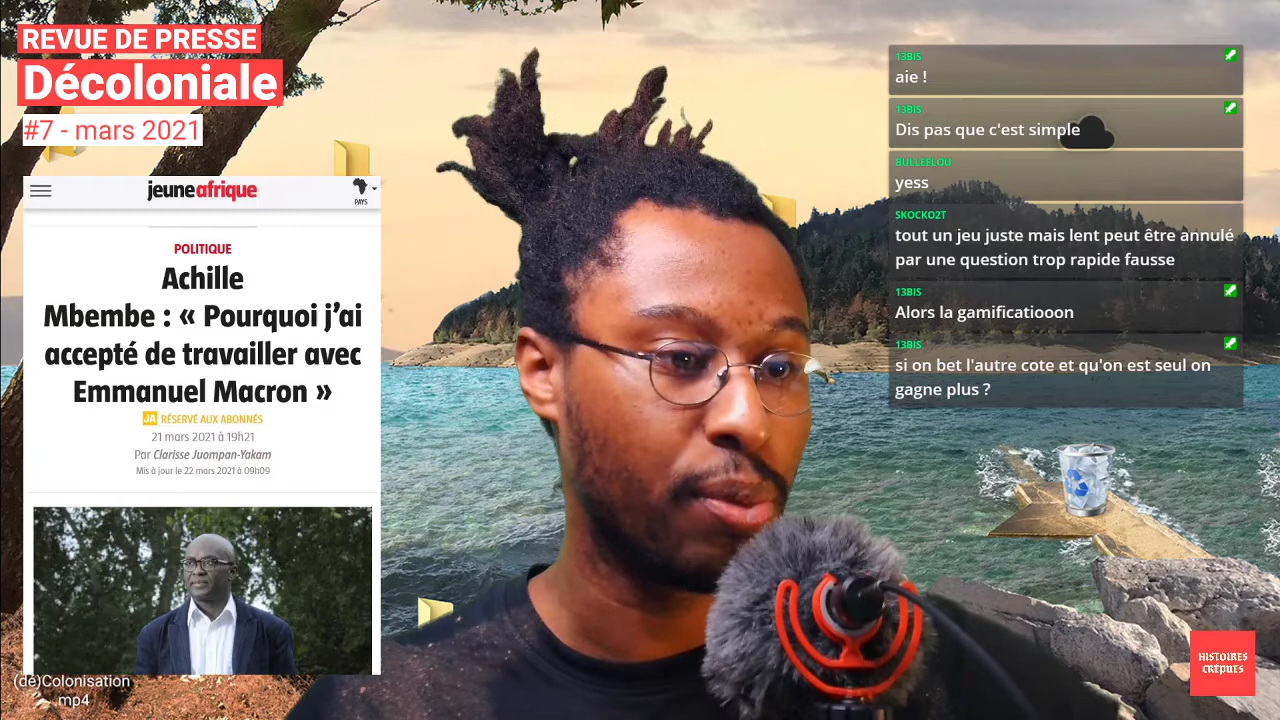 REVUE DE PRESSE
Décoloniale
#7 - mars 2021
jeuneafrique
PAYS
POLITIQUE
Achille
Mbembe : « Pourquoi j'ai
accepté de travailler avec
Emmanuel Macron »
JA RÉSERVÉ AUX ABONNÉS
21 mars 2021 à 19h21
Par Clarisse Juompan-Yakam
Mis à jour le 22 mars 2021 à 09h09
(dé)Colonisation
mp4
13BIS
aie !
13BIS
Dis pas que c'est simple
BULLEELOU
yess
SKOCKO2T
tout un jeu juste mais lent peut être annulé
par une question trop rapide fausse
13BIS
Alors la gamificatiooon
13BIS
si on bet l'autre cote et qu'on est seul on
gagne plus ?
HISTOIRES
CRÉPUES